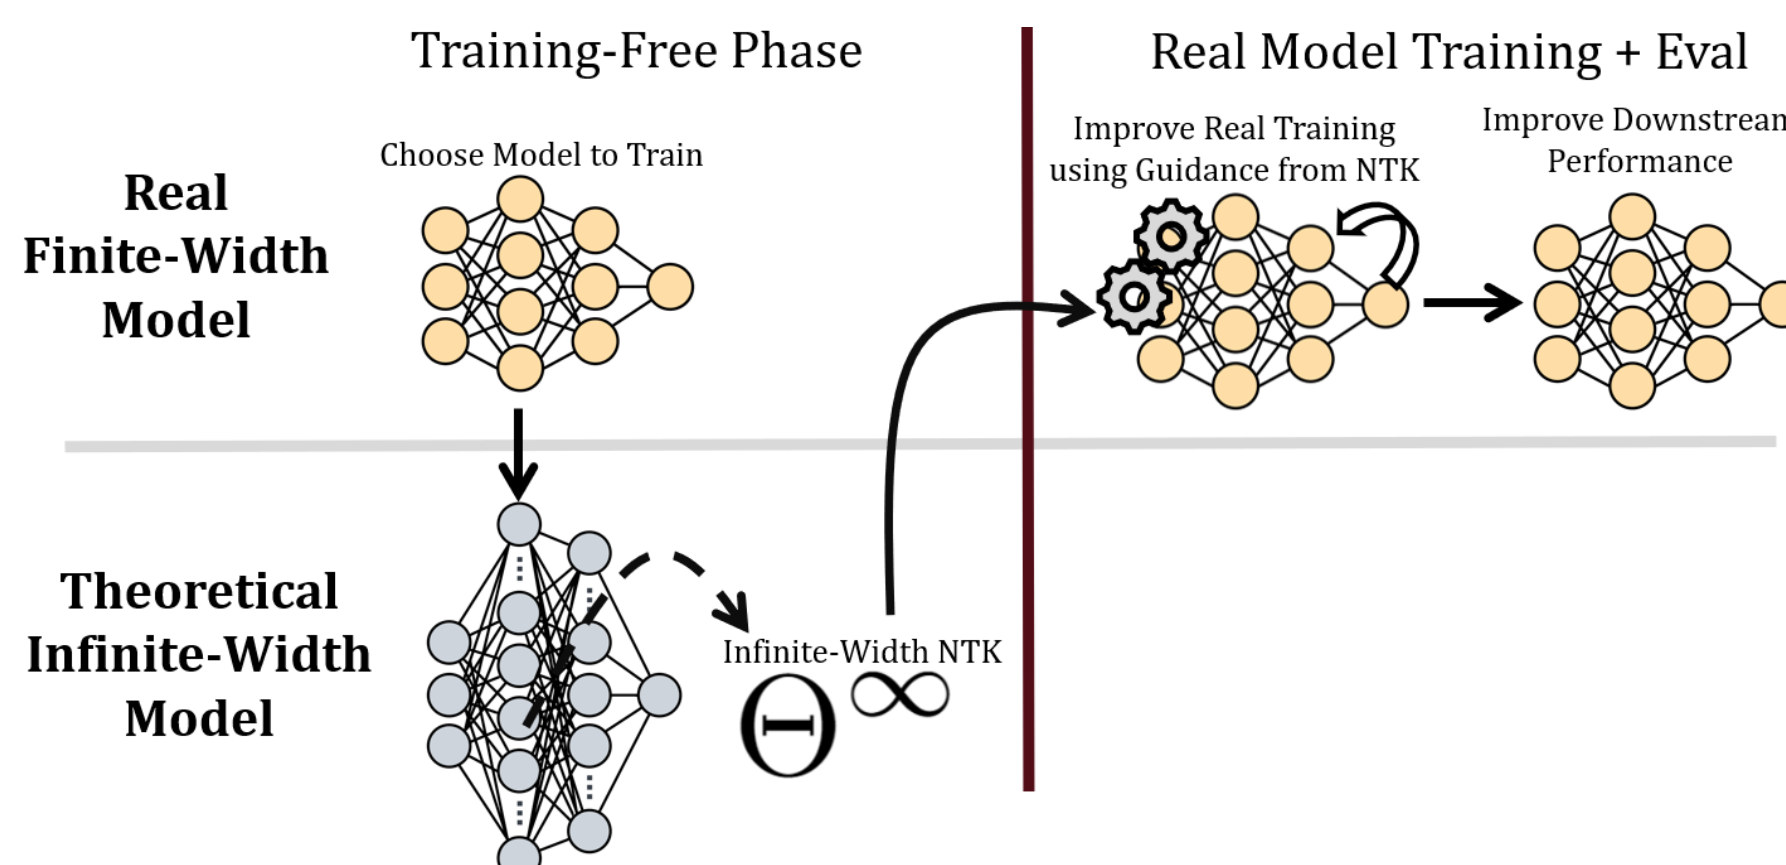 Training-Free Phase
Real Model Training + Eval
Choose Model to Train
Improve Real Training
using Guidance from NTK
Improve Downstream
Performance
Real
Finite-Width
Model
Theoretical
Infinite-Width
Model
Infinite-Width NTK
Θ^∞